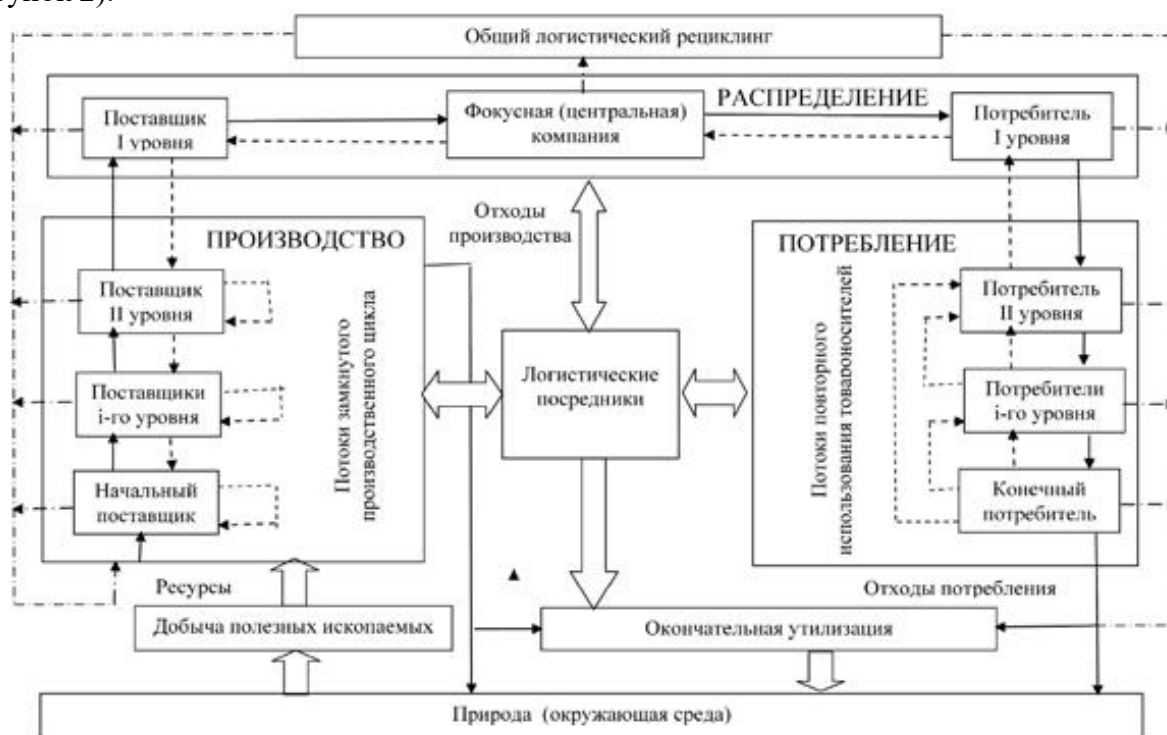 унок 2).
Общий логистический рециклинг
РАСПРЕДЕЛЕНИЕ
Поставщик
I уровня
Фокусная (центральная)
компания
Потребитель
I уровня
Отходы
производства
ПРОИЗВОДСТВО
ПОТРЕБЛЕНИЕ
Поставщик
II уровня
Поставщики
i-го уровня
Начальный
поставщик
Потоки замкнутого
производственного цикла
Логистические
посредники
Потоки повторного
использования товароносителей
Потребитель
II уровня
Потребители
i-го уровня
Конечный
потребитель
Ресурсы
Отходы потребления
Добыча полезных ископаемых
Окончательная утилизация
Природа (окружающая среда)